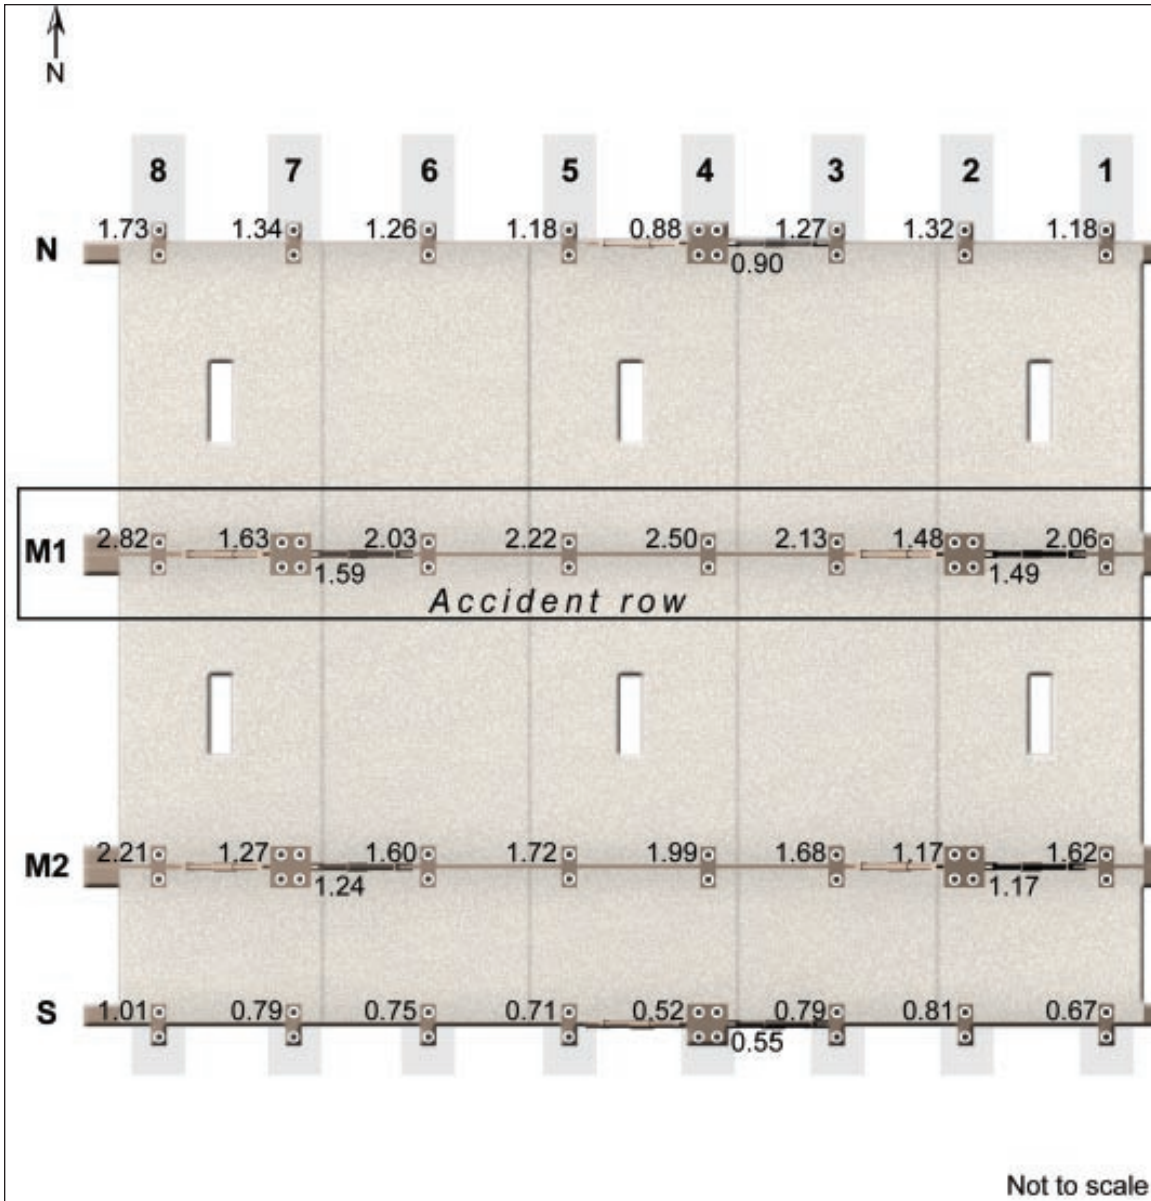 N
8 7 6 5 4 3 2 1
N 1.73 1.34 1.26 1.18 0.88 1.27 1.32 1.18
0.90
M1 2.82 1.63 2.03 2.22 2.50 2.13 1.48 2.06
1.59 1.49
Accident row
M2 2.21 1.27 1.60 1.72 1.99 1.68 1.17 1.62
1.24 1.17
S 1.01 0.79 0.75 0.71 0.52 0.79 0.81 0.67
0.55
Not to scale